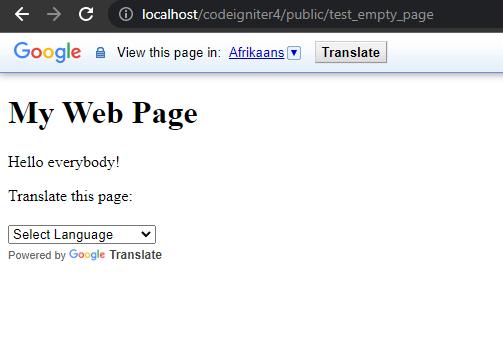 localhost/codeigniter4/public/test_empty_page
Google View this page in: Afrikaans Translate
My Web Page
Hello everybody!
Translate this page:
Select Language
Powered by Google Translate